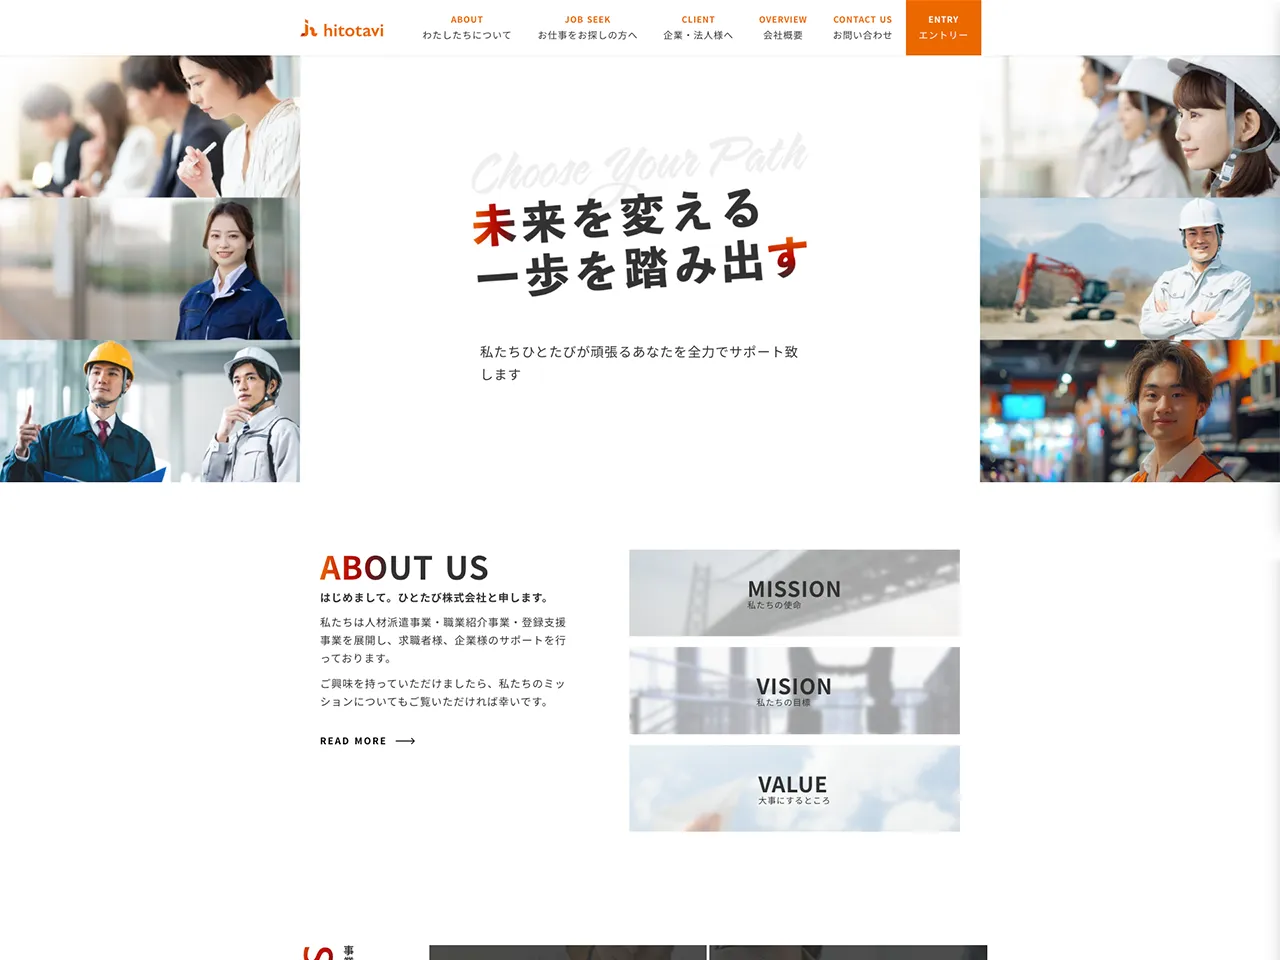 hitotavi
ABOUT
わたしたちについて
JOB SEEK
お仕事をお探しの方へ
CLIENT
企業・法人様へ
OVERVIEW
会社概要
CONTACT US
お問い合わせ
ENTRY
エントリー
Choose Your Path
未来を変える
一歩を踏み出す
私たちひとたびが頑張るあなたを全力でサポート致
します
ABOUT US
はじめまして。ひとたび株式会社と申します。
私たちは人材派遣事業・職業紹介事業・登録支援
事業を展開し、求職者様、企業様のサポートを行
っております。
ご興味を持っていただけましたら、私たちのミッ
ションについてもご覧いただければ幸いです。
READ MORE
MISSION
私たちの使命
VISION
私たちの目標
VALUE
大事にするところ
S
事